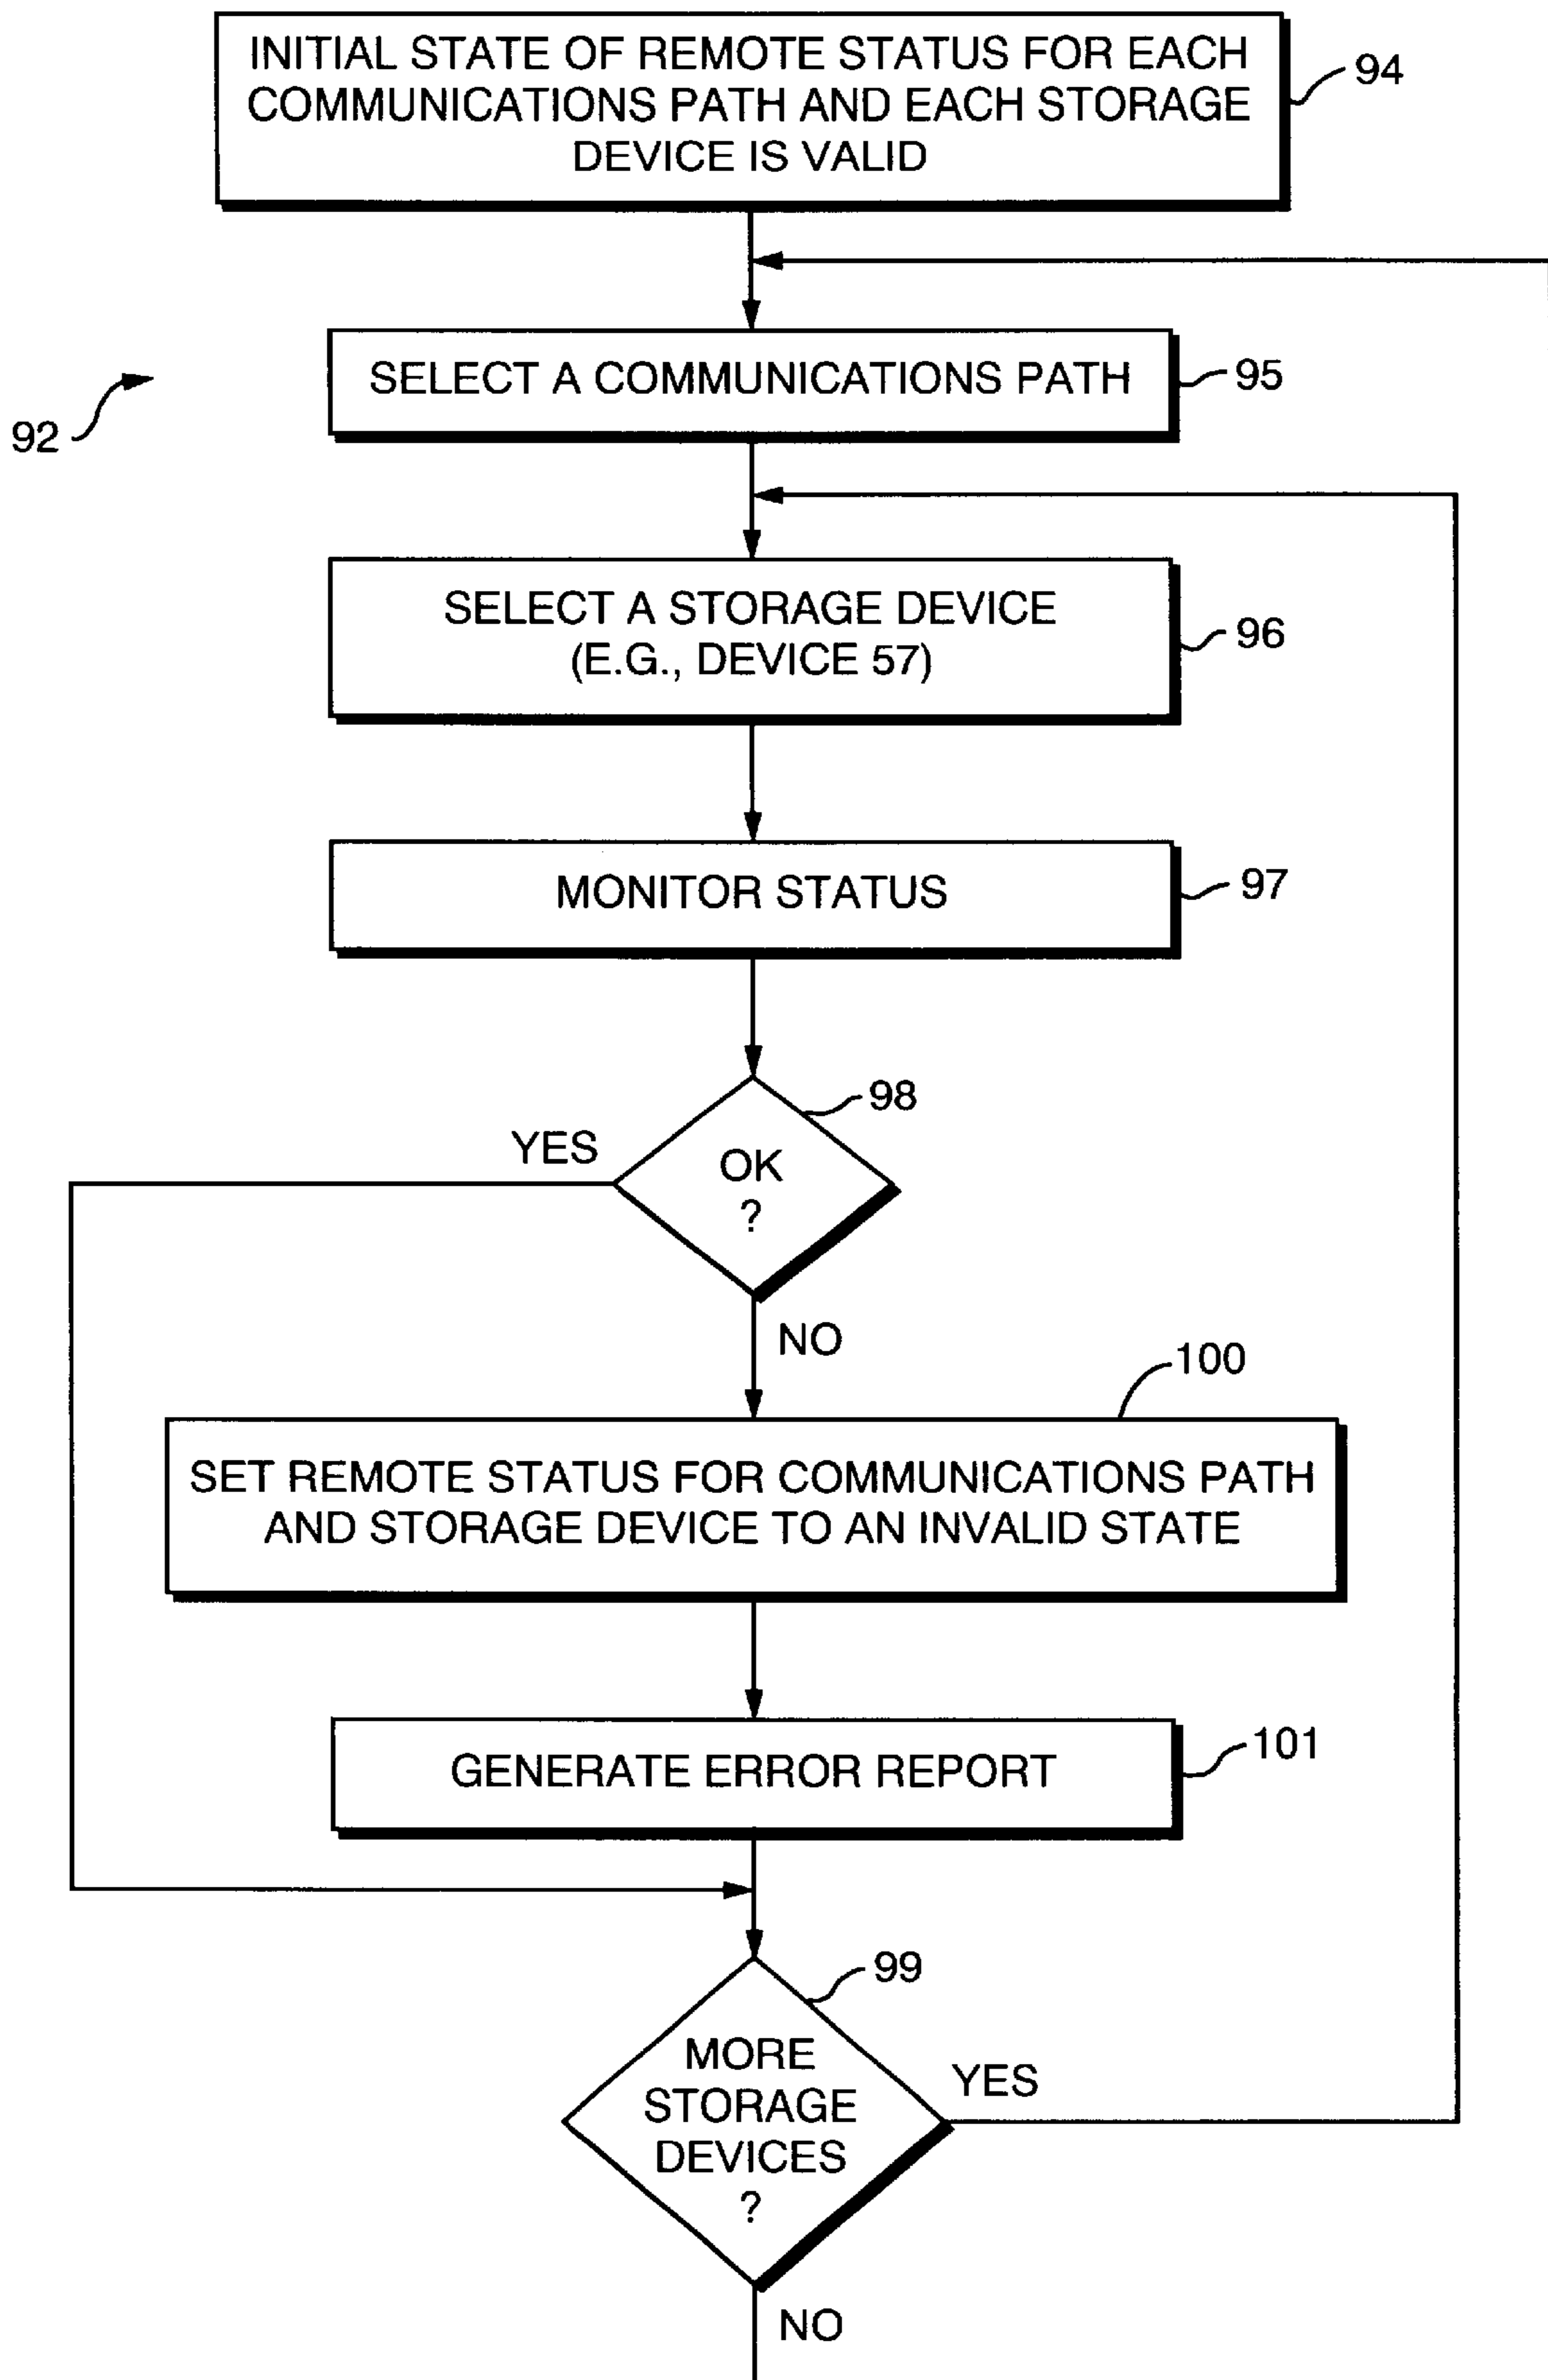 INITIAL STATE OF REMOTE STATUS FOR EACH
COMMUNICATIONS PATH AND EACH STORAGE
DEVICE IS VALID
94
SELECT A COMMUNICATIONS PATH
95
92
SELECT A STORAGE DEVICE
(E.G., DEVICE 57)
96
MONITOR STATUS
97
98
YES
OK
?
NO
100
SET REMOTE STATUS FOR COMMUNICATIONS PATH
AND STORAGE DEVICE TO AN INVALID STATE
GENERATE ERROR REPORT
101
99
MORE
STORAGE
DEVICES
?
YES
NO